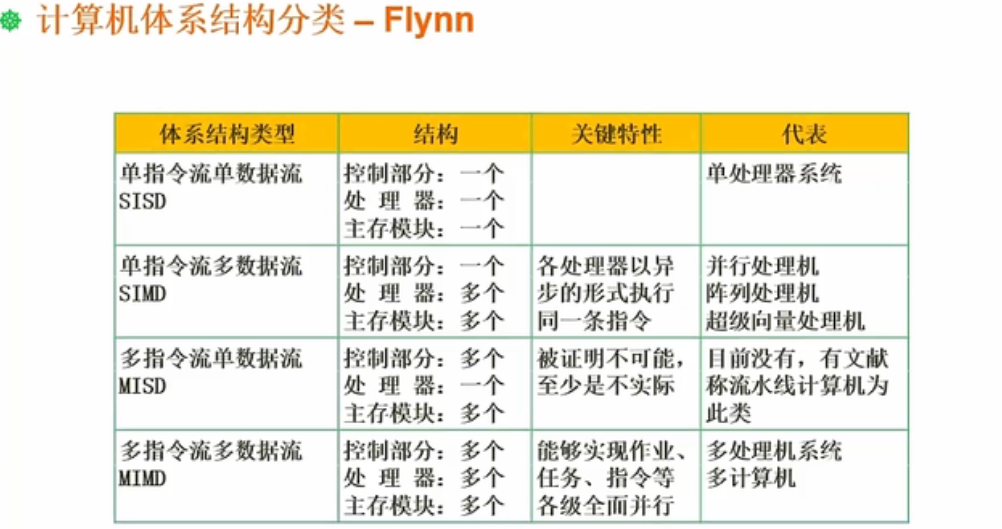 计算机体系结构分类 – Flynn
体系结构类型 结构 关键特性 代表
单指令流单数据流
SISD
控制部分：一个
处 理 器：一个
主存模块：一个
单处理器系统
单指令流多数据流
SIMD
控制部分：一个
处 理 器：多个
主存模块：多个
各处理器以异
步的形式执行
同一条指令
并行处理机
阵列处理机
超级向量处理机
多指令流单数据流
MISD
控制部分：多个
处 理 器：一个
主存模块：多个
被证明不可能，
至少是不实际
目前没有，有文献
称流水线计算机为
此类
多指令流多数据流
MIMD
控制部分：多个
处 理 器：多个
主存模块：多个
能够实现作业、
任务、指令等
各级全面并行
多处理机系统
多计算机